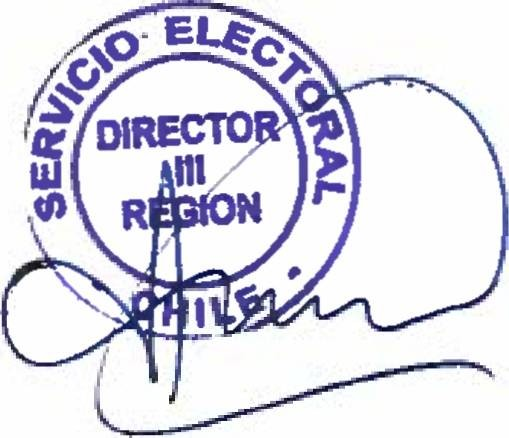 SERVICIO ELECTORAL
DIRECTOR
III
REGION
CHILE